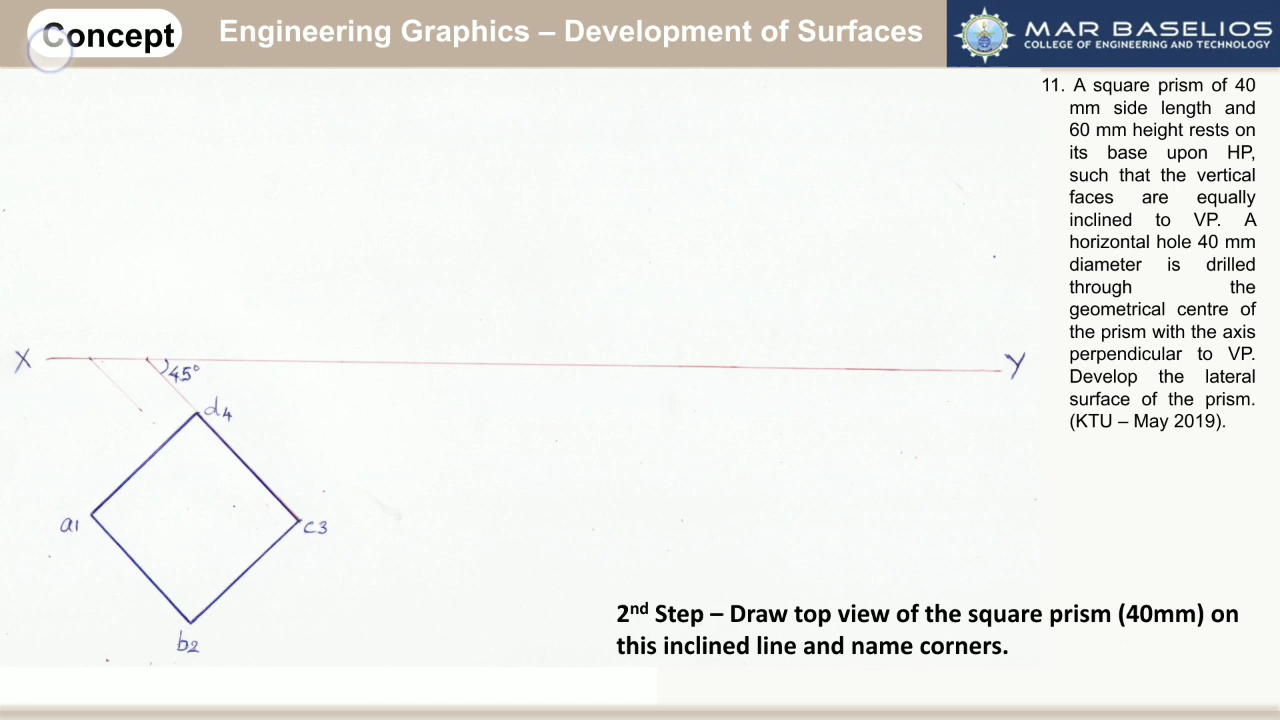 Concept
Engineering Graphics – Development of Surfaces
MAR BASELIOS
COLLEGE OF ENGINEERING AND TECHNOLOGY
11. A square prism of 40
mm side length and
60 mm height rests on
its base upon HP,
such that the vertical
faces are equally
inclined to VP. A
horizontal hole 40 mm
diameter is drilled
through the
geometrical centre of
the prism with the axis
perpendicular to VP.
Develop the lateral
surface of the prism.
(KTU – May 2019).
X
Y
45°
d4
a1
c3
b2
2nd Step – Draw top view of the square prism (40mm) on
this inclined line and name corners.